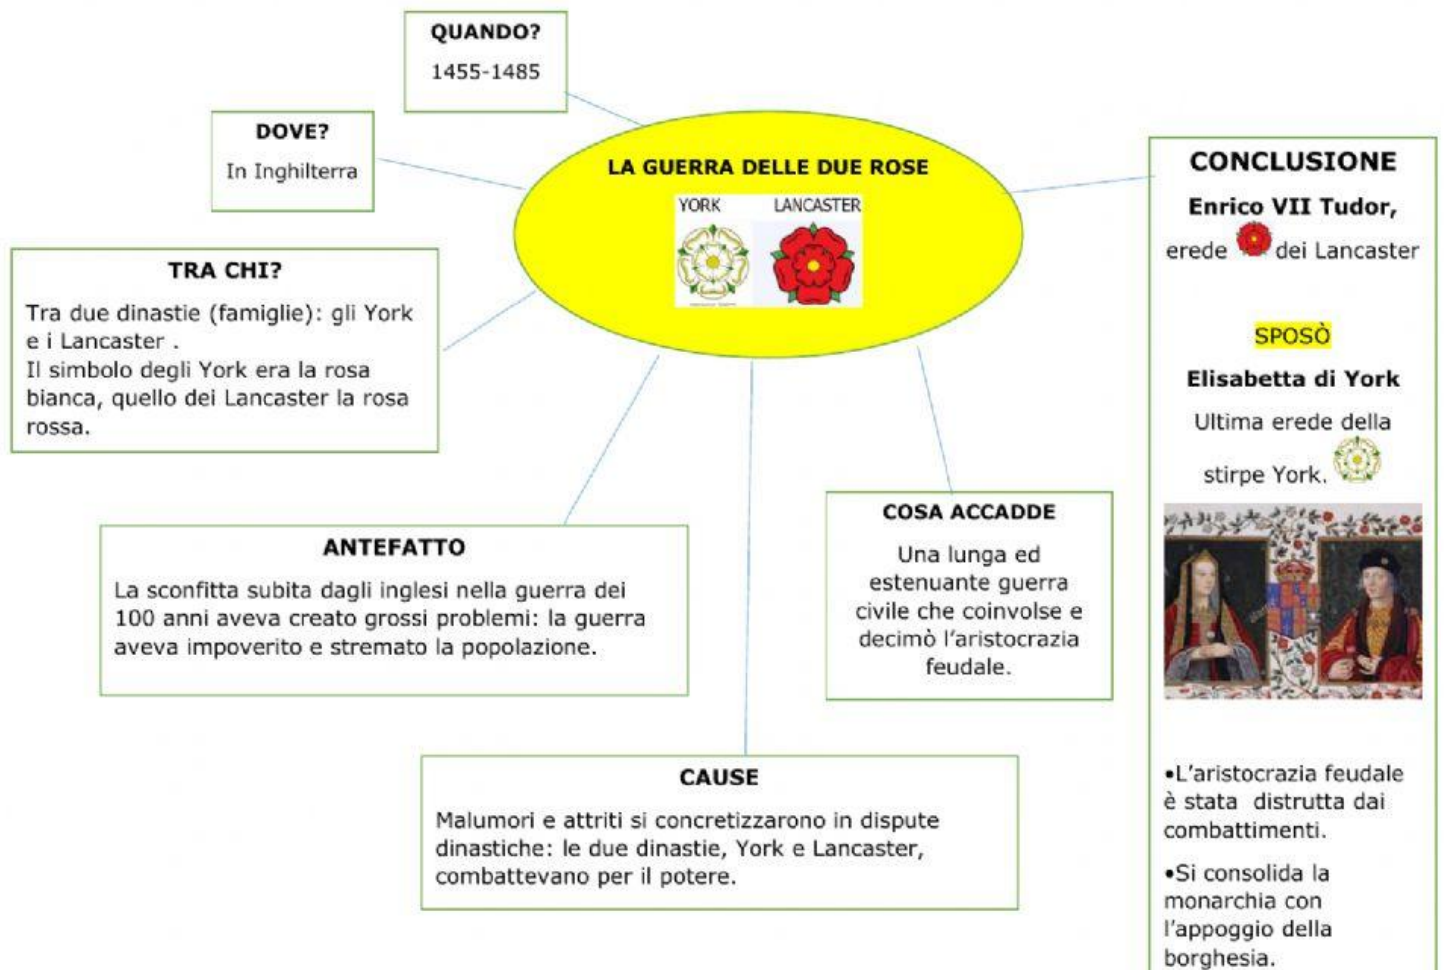 QUANDO?
1455-1485
DOVE?
In Inghilterra
LA GUERRA DELLE DUE ROSE
YORK LANCASTER
TRA CHI?
Tra due dinastie (famiglie): gli York
e i Lancaster .
Il simbolo degli York era la rosa
bianca, quello dei Lancaster la rosa
rossa.
ANTEFATTO
La sconfitta subita dagli inglesi nella guerra dei
100 anni aveva creato grossi problemi: la guerra
aveva impoverito e stremato la popolazione.
CAUSE
Malumori e attriti si concretizzarono in dispute
dinastiche: le due dinastie, York e Lancaster,
combattevano per il potere.
COSA ACCADDE
Una lunga ed
estenuante guerra
civile che coinvolse e
decimò l'aristocrazia
feudale.
CONCLUSIONE
Enrico VII Tudor,
erede dei Lancaster
SPOSÒ
Elisabetta di York
Ultima erede della
stirpe York.
•L'aristocrazia feudale
è stata distrutta dai
combattimenti.
•Si consolida la
monarchia con
l'appoggio della
borghesia.